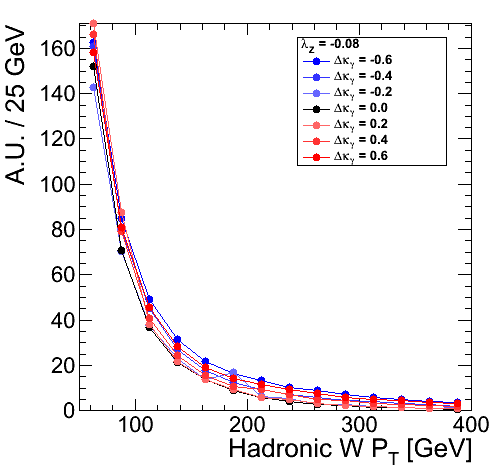 A.U. / 25 GeV
160
140
120
100
80
60
40
20
0
λZ = -0.08
Δκγ = -0.6
Δκγ = -0.4
Δκγ = -0.2
Δκγ = 0.0
Δκγ = 0.2
Δκγ = 0.4
Δκγ = 0.6
100 200 300 400
Hadronic W PT [GeV]